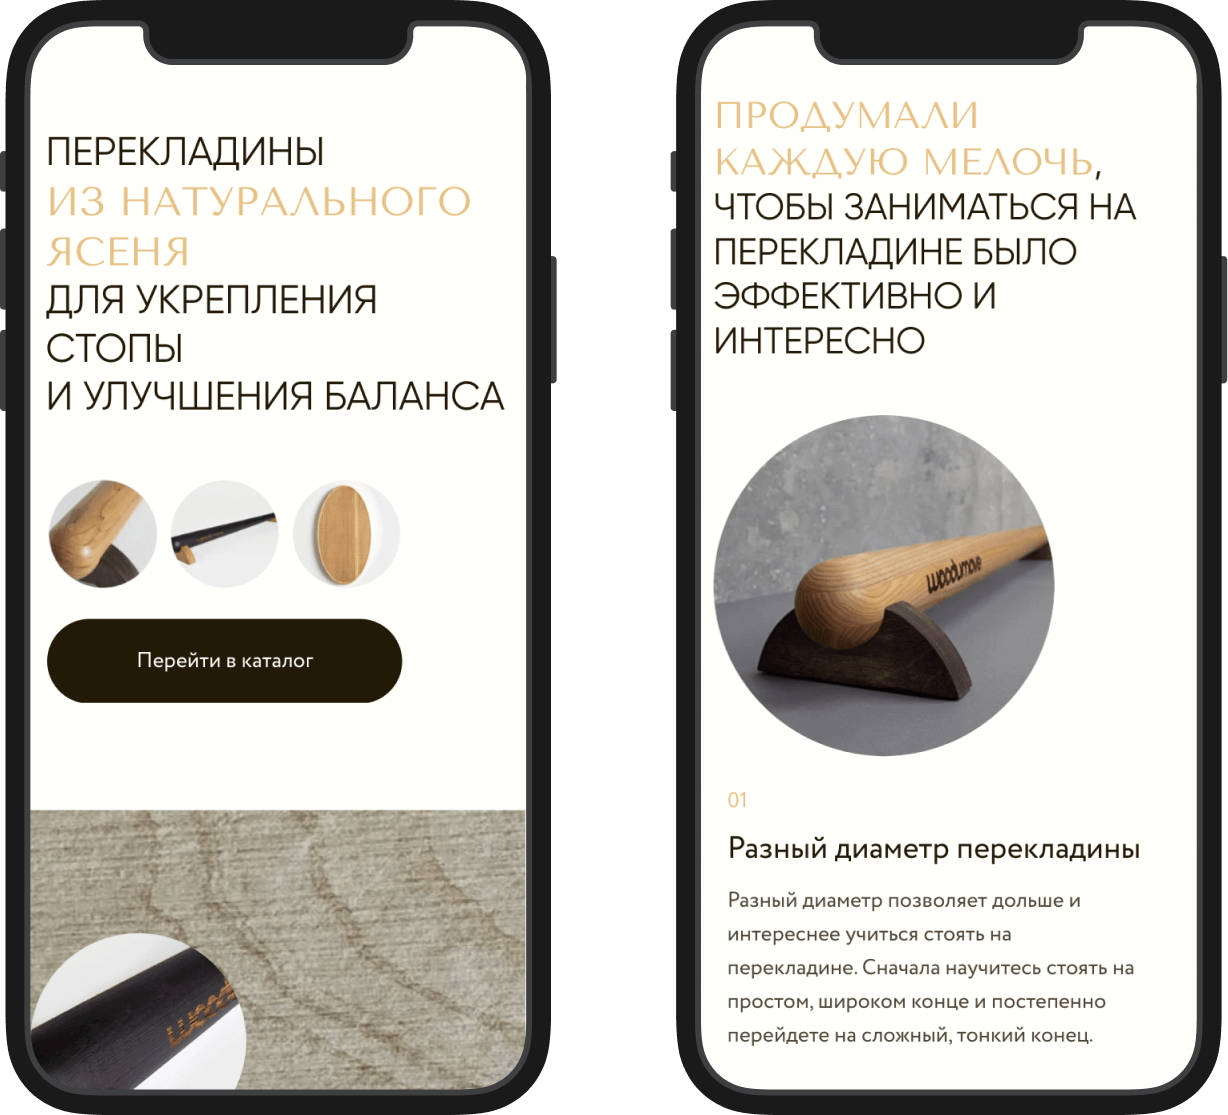 ПЕРЕКЛАДИНЫ
ИЗ НАТУРАЛЬНОГО
ЯСЕНЯ
ДЛЯ УКРЕПЛЕНИЯ
СТОПЫ
И УЛУЧШЕНИЯ БАЛАНСА
Перейти в каталог
ПРОДУМАЛИ
КАЖДУЮ МЕЛОЧЬ,
ЧТОБЫ ЗАНИМАТЬСЯ НА
ПЕРЕКЛАДИНЕ БЫЛО
ЭФФЕКТИВНО И
ИНТЕРЕСНО
woodumove
01
Разный диаметр перекладины
Разный диаметр позволяет дольше и
интереснее учиться стоять на
перекладине. Сначала научитесь стоять на
простом, широком конце и постепенно
перейдете на сложный, тонкий конец.